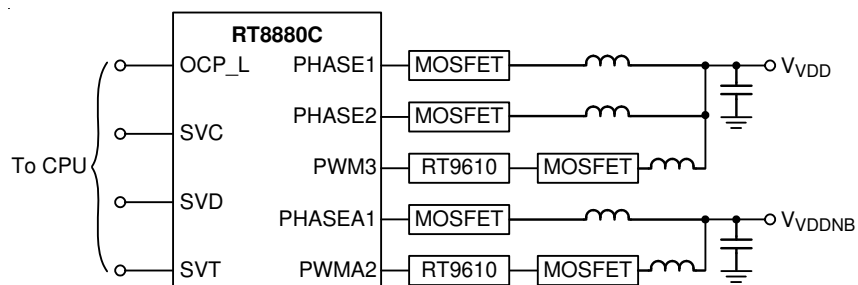 RT8880C
OCP_L
PHASE1
MOSFET
V_VDD
PHASE2
MOSFET
SVC
To CPU
PWM3
RT9610
MOSFET
SVD
PHASEA1
MOSFET
V_VDDNB
SVT
PWMA2
RT9610
MOSFET